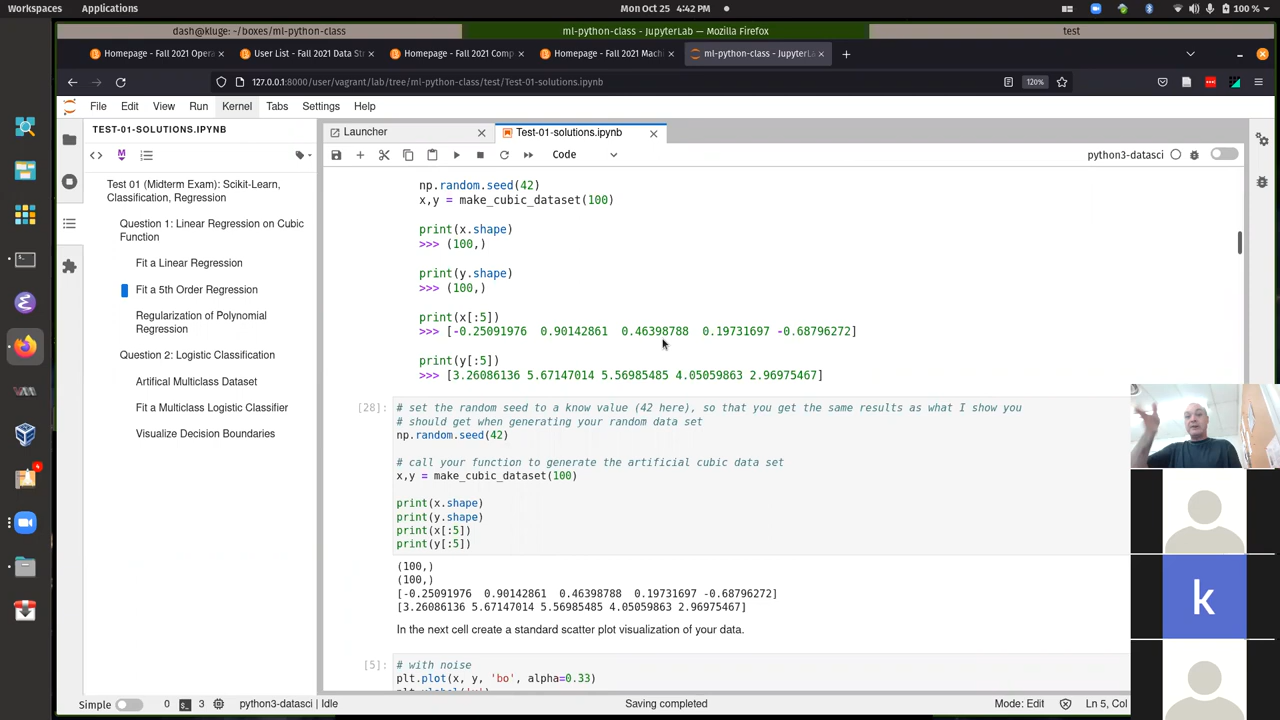 Workspaces Applications Mon Oct 25 4:42 PM 100 %
dash@kluge: ~/boxes/ml-python-class ml-python-class - JupyterLab — Mozilla Firefox test
Homepage - Fall 2021 Opera User List - Fall 2021 Data Str Homepage - Fall 2021 Comp Homepage - Fall 2021 Machi ml-python-class - JupyterLab
127.0.0.1:8000/user/vagrant/lab/tree/ml-python-class/test/Test-01-solutions.ipynb 120%
File Edit View Run Kernel Tabs Settings Help
TEST-01-SOLUTIONS.IPYNB
Launcher Test-01-solutions.ipynb
Code python3-datasci
Test 01 (Midterm Exam): Scikit-Learn,
Classification, Regression
Question 1: Linear Regression on Cubic
Function
Fit a Linear Regression
Fit a 5th Order Regression
Regularization of Polynomial
Regression
Question 2: Logistic Classification
Artifical Multiclass Dataset
Fit a Multiclass Logistic Classifier
Visualize Decision Boundaries
np.random.seed(42)
x,y = make_cubic_dataset(100)
print(x.shape)
>>> (100,)
print(y.shape)
>>> (100,)
print(x[:5])
>>> [-0.25091976 0.90142861 0.46398788 0.19731697 -0.68796272]
print(y[:5])
>>> [3.26086136 5.67147014 5.56985485 4.05059863 2.96975467]
[28]:
# set the random seed to a know value (42 here), so that you get the same results as what I show you
# should get when generating your random data set
np.random.seed(42)
# call your function to generate the artificial cubic data set
x,y = make_cubic_dataset(100)
print(x.shape)
print(y.shape)
print(x[:5])
print(y[:5])
(100,)
(100,)
[-0.25091976 0.90142861 0.46398788 0.19731697 -0.68796272]
[3.26086136 5.67147014 5.56985485 4.05059863 2.96975467]
In the next cell create a standard scatter plot visualization of your data.
[5]:
# with noise
plt.plot(x, y, 'bo', alpha=0.33)
k
Simple 0 3 python3-datasci | Idle Saving completed Mode: Edit Ln 5, Col